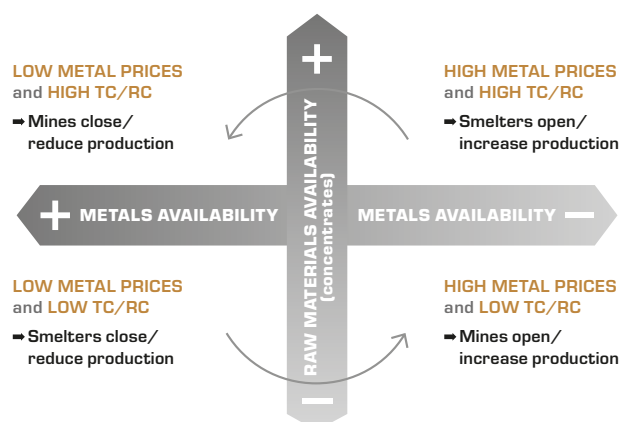 LOW METAL PRICES
and HIGH TC/RC
➡ Mines close/
reduce production
HIGH METAL PRICES
and HIGH TC/RC
➡ Smelters open/
increase production
+
RAW MATERIALS AVAILABILITY
(concentrates)
–
+ METALS AVAILABILITY
METALS AVAILABILITY –
LOW METAL PRICES
and LOW TC/RC
➡ Smelters close/
reduce production
HIGH METAL PRICES
and LOW TC/RC
➡ Mines open/
increase production